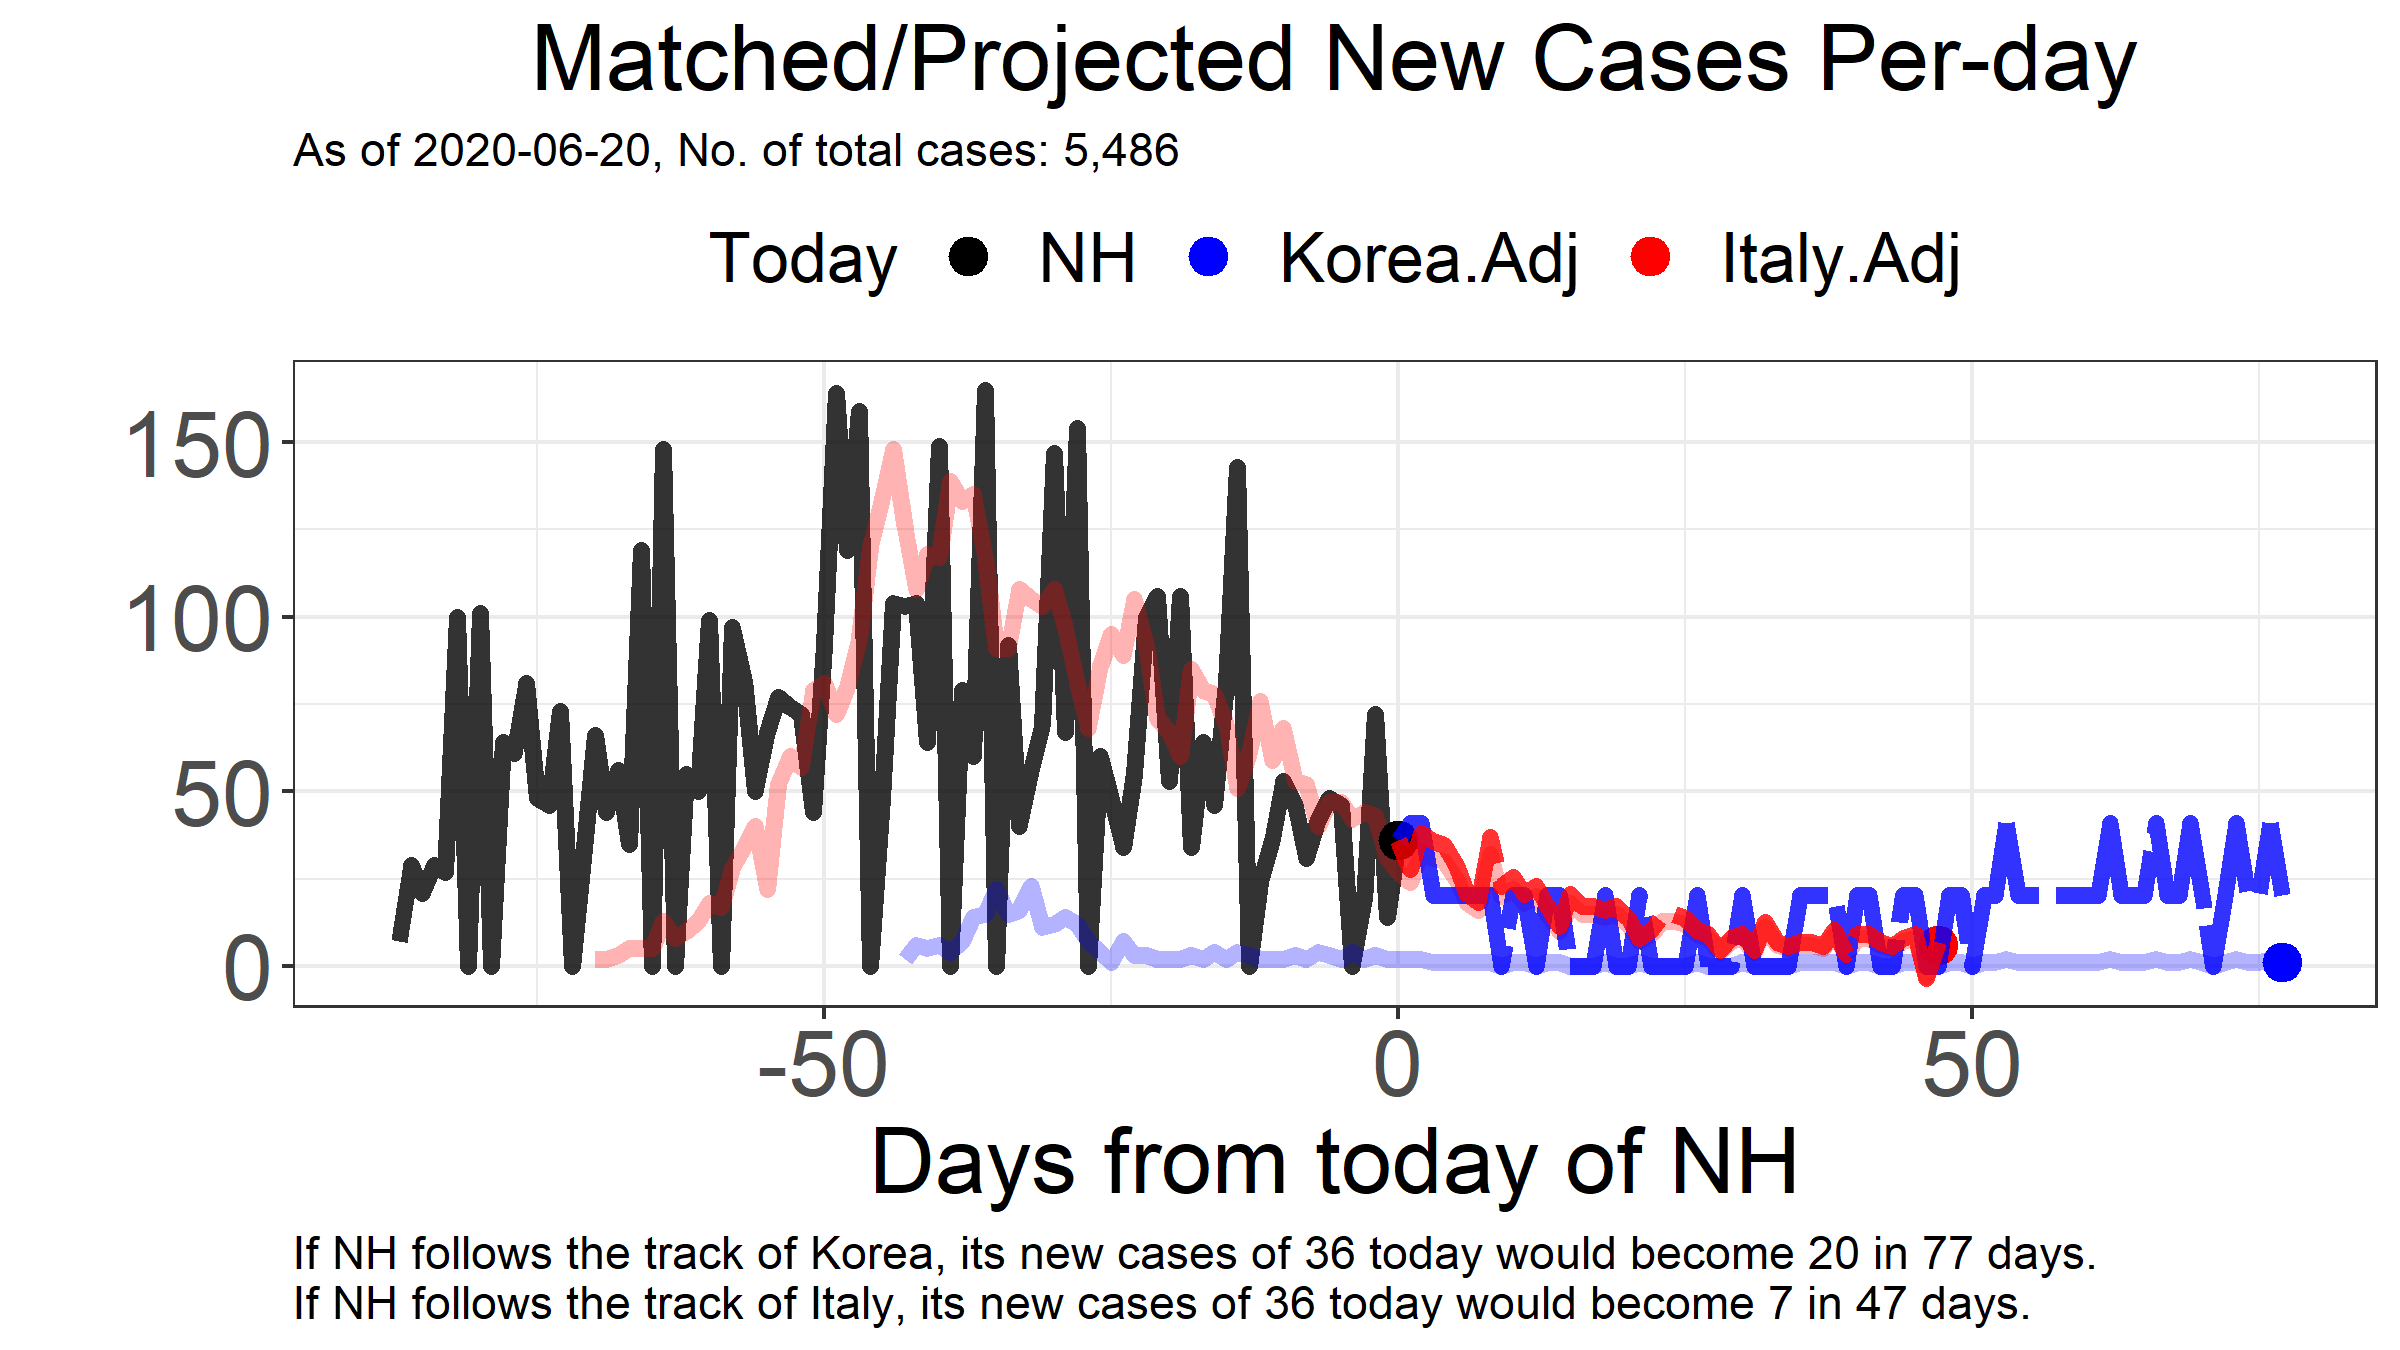 Matched/Projected New Cases Per-day
As of 2020-06-20, No. of total cases: 5,486
Today NH Korea.Adj Italy.Adj
150
100
50
0
-50 0 50
Days from today of NH
If NH follows the track of Korea, its new cases of 36 today would become 20 in 77 days.
If NH follows the track of Italy, its new cases of 36 today would become 7 in 47 days.